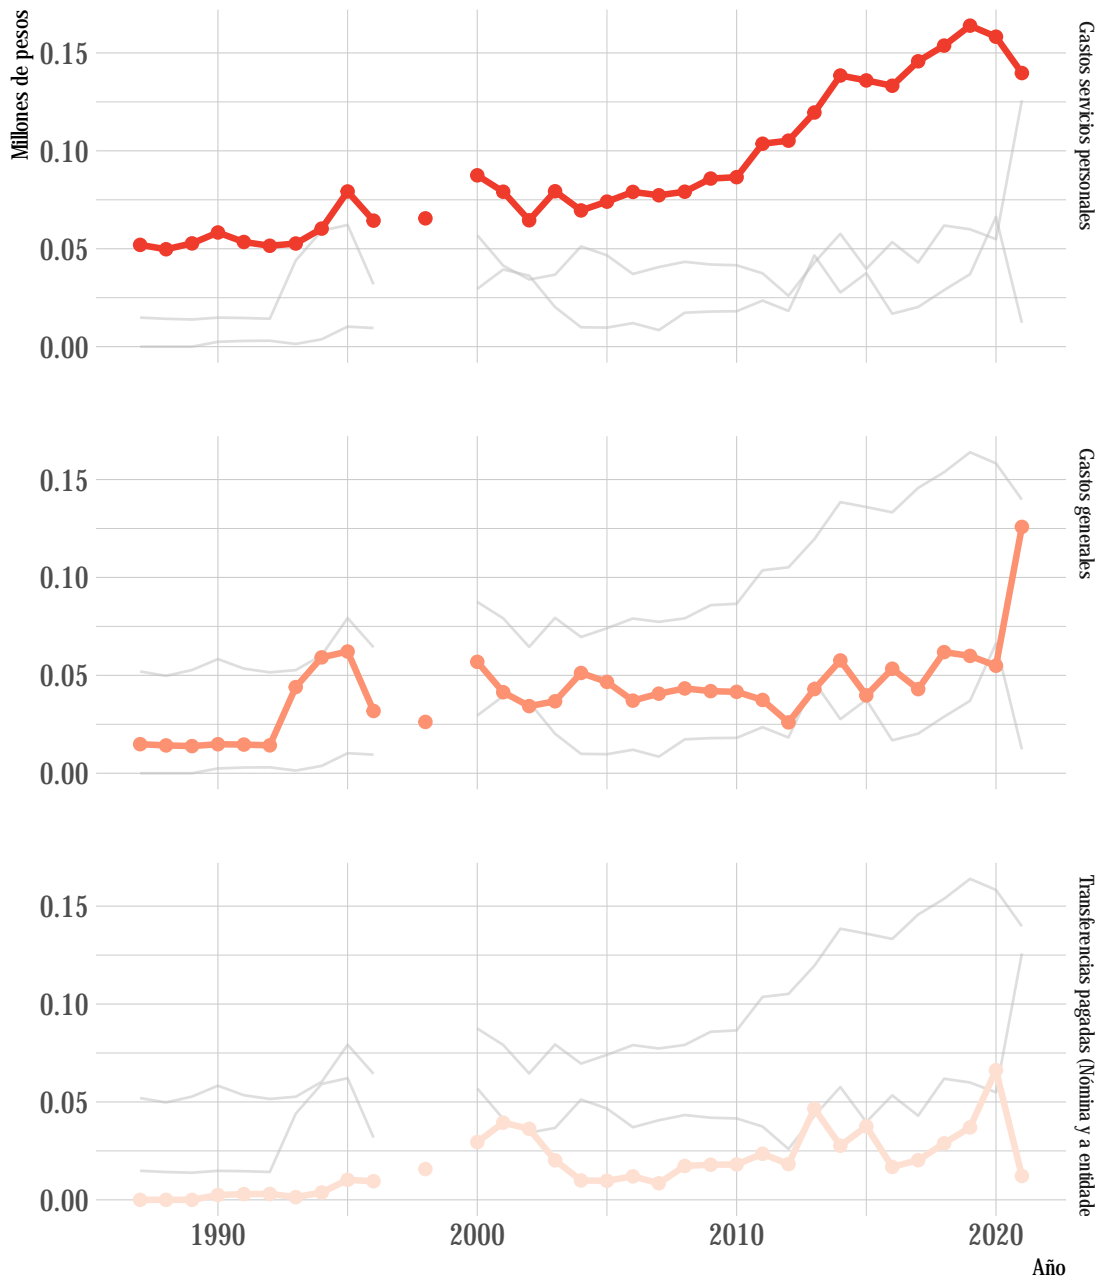 Millones de pesos
0.15
0.10
0.05
0.00
Gastos servicios personales
0.15
0.10
0.05
0.00
Gastos generales
0.15
0.10
0.05
0.00
Transferencias pagadas (Nómina y a entidade
1990 2000 2010 2020
Año